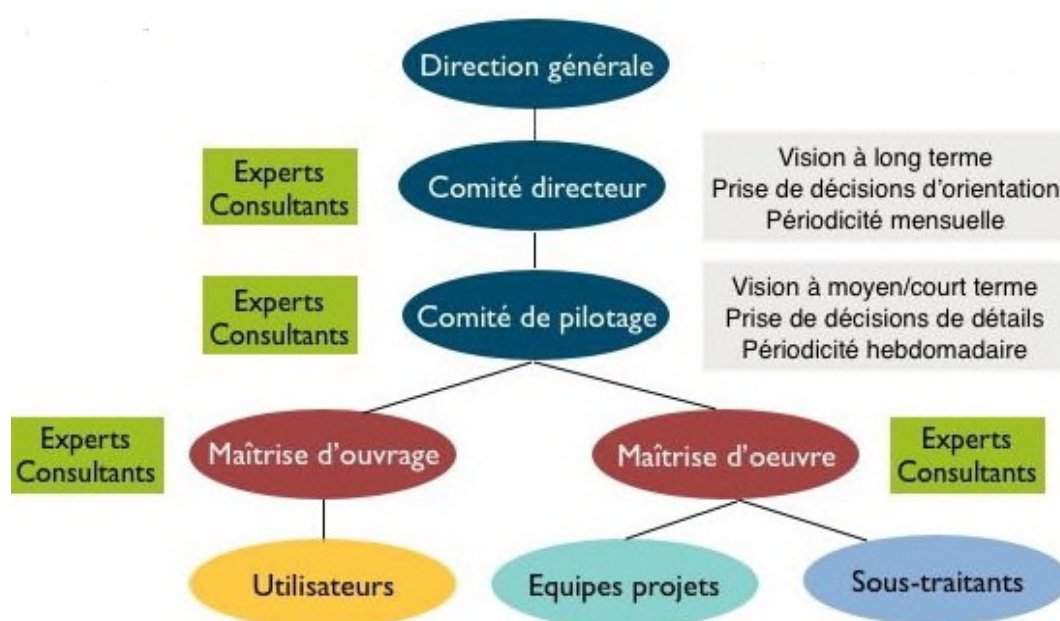 Direction générale
Experts
Consultants
Comité directeur
Vision à long terme
Prise de décisions d'orientation
Périodicité mensuelle
Experts
Consultants
Comité de pilotage
Vision à moyen/court terme
Prise de décisions de détails
Périodicité hebdomadaire
Experts
Consultants
Maîtrise d'ouvrage
Maîtrise d'oeuvre
Experts
Consultants
Utilisateurs
Equipes projets
Sous-traitants